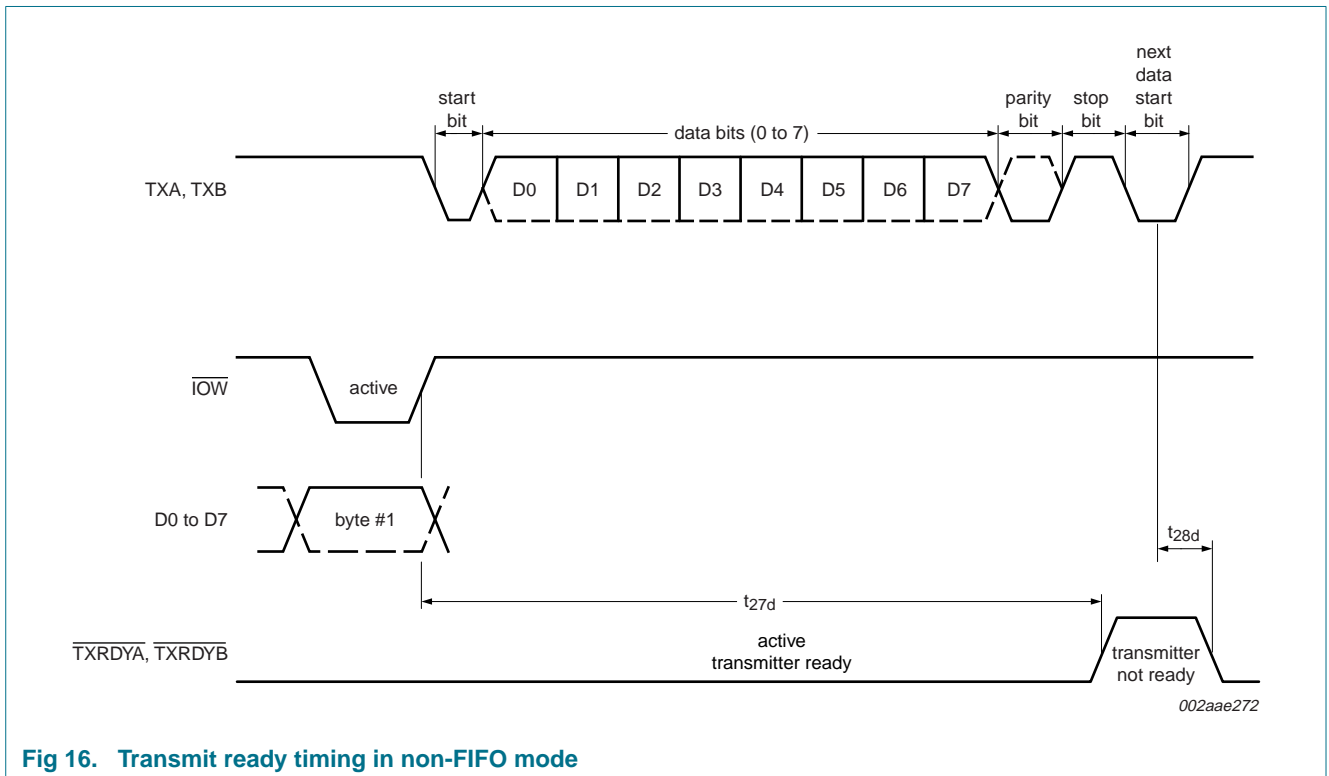 next
data
start
bit
start
bit
parity
bit
stop
bit
data bits (0 to 7)
TXA, TXB
D0 D1 D2 D3 D4 D5 D6 D7
IOW
active
D0 to D7
byte #1
t28d
t27d
TXRDYA, TXRDYB
active
transmitter ready
transmitter
not ready
002aae272
Fig 16. Transmit ready timing in non-FIFO mode